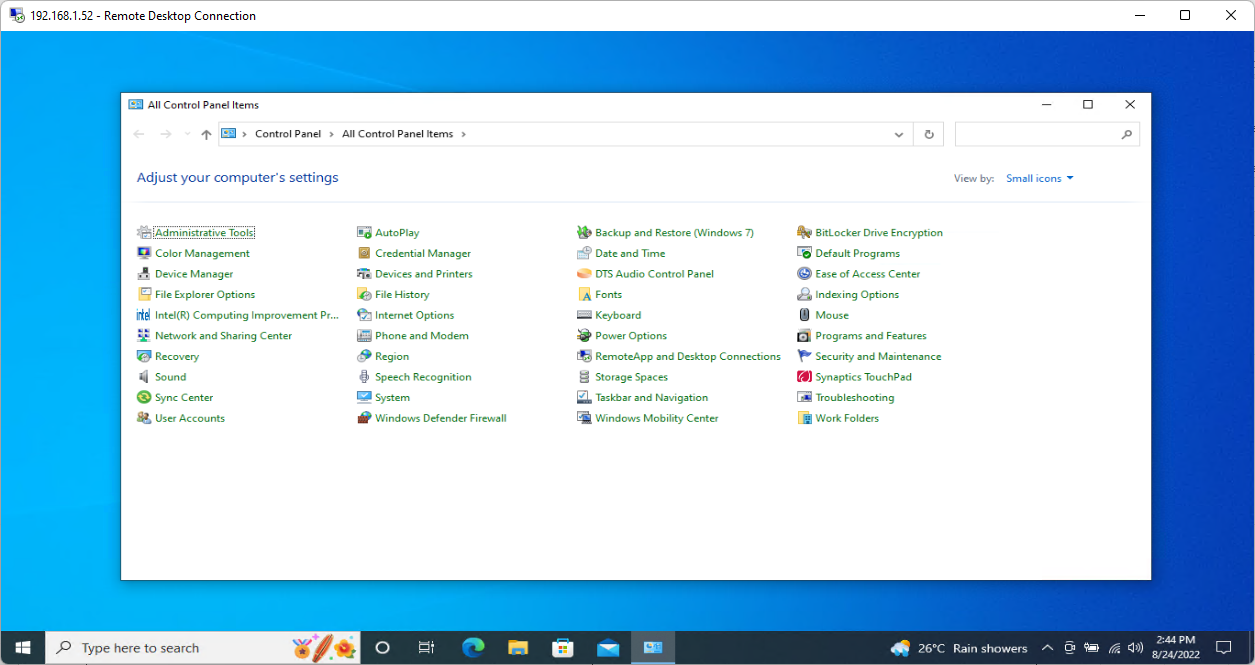 192.168.1.52 - Remote Desktop Connection
All Control Panel Items
Control Panel All Control Panel Items
Adjust your computer's settings
View by: Small icons
Administrative Tools AutoPlay Backup and Restore (Windows 7) BitLocker Drive Encryption
Color Management Credential Manager Date and Time Default Programs
Device Manager Devices and Printers DTS Audio Control Panel Ease of Access Center
File Explorer Options File History Fonts Indexing Options
intel Intel(R) Computing Improvement Pr... Internet Options Keyboard Mouse
Network and Sharing Center Phone and Modem Power Options Programs and Features
Recovery Region RemoteApp and Desktop Connections Security and Maintenance
Sound Speech Recognition Storage Spaces Synaptics TouchPad
Sync Center System Taskbar and Navigation Troubleshooting
User Accounts Windows Defender Firewall Windows Mobility Center Work Folders
Type here to search
26°C Rain showers
2:44 PM
8/24/2022